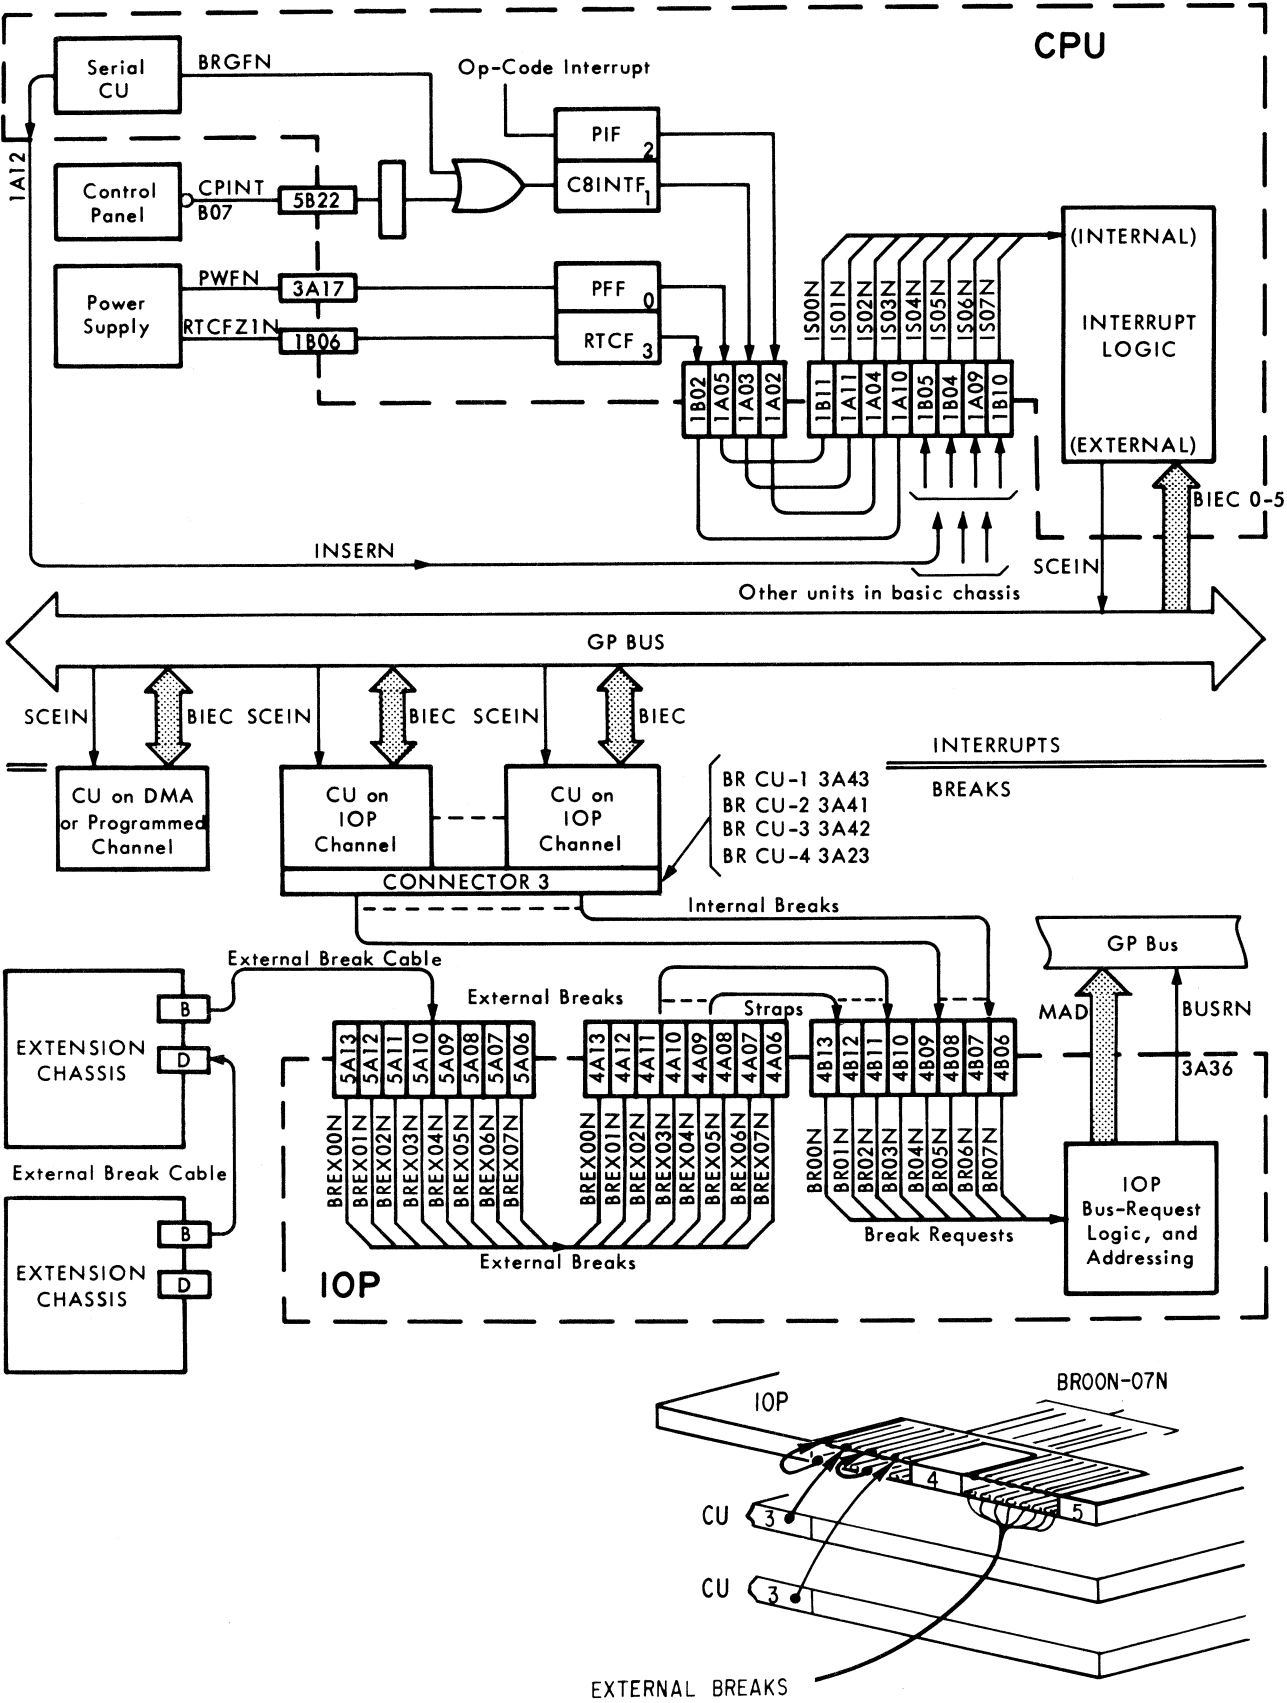 CPU
Serial
CU
BRGFN
Op-Code Interrupt
1A12
PIF
2
C8INTF
1
Control
Panel
CPINT
B07
5B22
Power
Supply
PWFN
3A17
RTCFZ1N
1B06
PFF
0
RTCF
3
1B02
1A05
1A03
1A02
IS00N
IS01N
IS02N
IS03N
IS04N
IS05N
IS06N
IS07N
1B11
1A11
1A04
1A10
1B05
1B04
1A09
1B10
(INTERNAL)
INTERRUPT
LOGIC
(EXTERNAL)
BIEC 0-5
SCEIN
INSERN
Other units in basic chassis
GP BUS
SCEIN
BIEC
SCEIN
BIEC
SCEIN
BIEC
INTERRUPTS
BREAKS
CU on DMA
or Programmed
Channel
CU on
IOP
Channel
CU on
IOP
Channel
CONNECTOR 3
BR CU-1 3A43
BR CU-2 3A41
BR CU-3 3A42
BR CU-4 3A23
Internal Breaks
External Break Cable
External Breaks
Straps
GP Bus
MAD
BUSRN
3A36
EXTENSION
CHASSIS
B
D
External Break Cable
EXTENSION
CHASSIS
B
D
5A13
5A12
5A11
5A10
5A09
5A08
5A07
5A06
4A13
4A12
4A11
4A10
4A09
4A08
4A07
4A06
4B13
4B12
4B11
4B10
4B09
4B08
4B07
4B06
BREX00N
BREX01N
BREX02N
BREX03N
BREX04N
BREX05N
BREX06N
BREX07N
BREX00N
BREX01N
BREX02N
BREX03N
BREX04N
BREX05N
BREX06N
BREX07N
BR00N
BR01N
BR02N
BR03N
BR04N
BR05N
BR06N
BR07N
External Breaks
Break Requests
IOP
Bus-Request
Logic, and
Addressing
IOP
IOP
BR00N-07N
4
5
CU
3
CU
3
EXTERNAL BREAKS